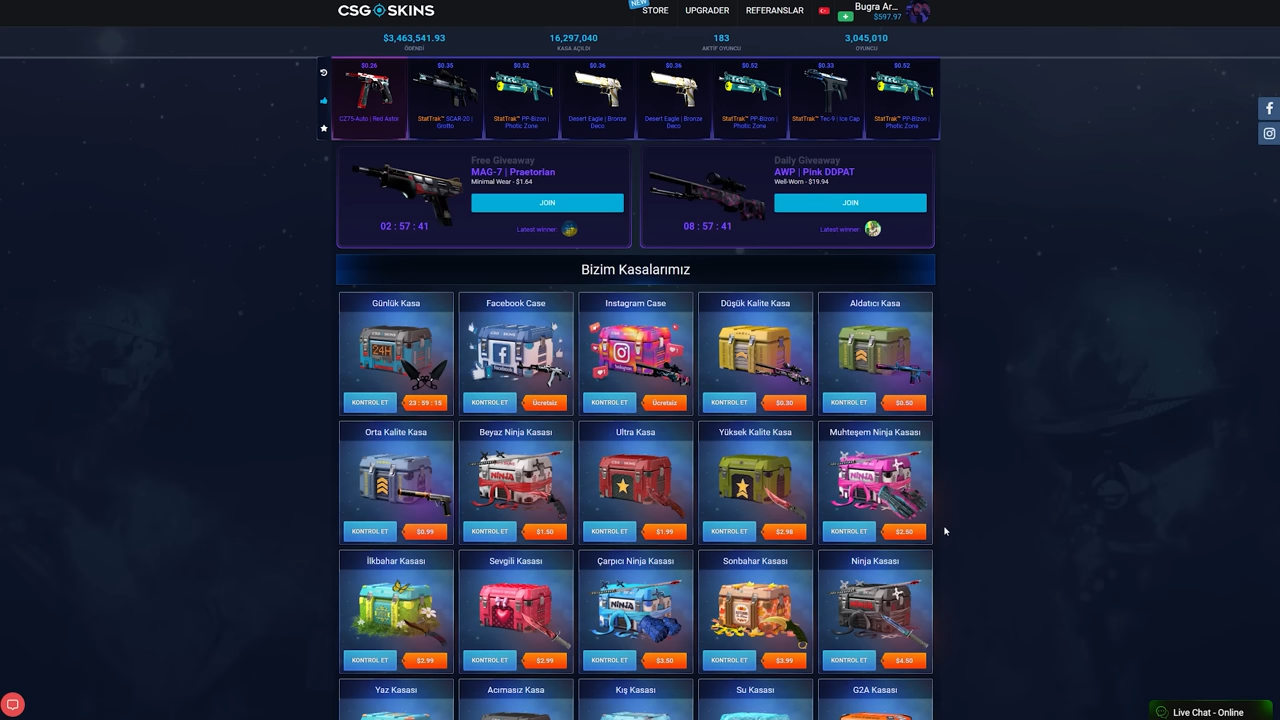 CSG SKINS
NEW
STORE
UPGRADER
REFERANSLAR
Bugra Ar...
$597.97
$3,463,541.93
ÖDENDİ
16,297,040
KASA AÇILDI
183
AKTİF OYUNCU
3,045,010
OYUNCU
$0.26
$0.35
$0.52
$0.36
$0.36
$0.52
$0.33
$0.52
CZ75-Auto | Red Astor
StatTrak™ SCAR-20 |
Grotto
StatTrak™ PP-Bizon |
Photic Zone
Desert Eagle | Bronze
Deco
Desert Eagle | Bronze
Deco
StatTrak™ PP-Bizon |
Photic Zone
StatTrak™ Tec-9 | Ice Cap
StatTrak™ PP-Bizon |
Photic Zone
Free Giveaway
MAG-7 | Praetorian
Minimal Wear - $1.64
JOIN
02 : 57 : 41
Latest winner:
Daily Giveaway
AWP | Pink DDPAT
Well-Worn - $19.94
JOIN
08 : 57 : 41
Latest winner:
Bizim Kasalarımız
Günlük Kasa
24H
KONTROL ET
23 : 59 : 15
Facebook Case
facebook
KONTROL ET
Ücretsiz
Instagram Case
Instagram
KONTROL ET
Ücretsiz
Düşük Kalite Kasa
KONTROL ET
$0.30
Aldatıcı Kasa
KONTROL ET
$0.50
Orta Kalite Kasa
KONTROL ET
$0.99
Beyaz Ninja Kasası
NINJA
KONTROL ET
$1.50
Ultra Kasa
KONTROL ET
$1.99
Yüksek Kalite Kasa
KONTROL ET
$2.98
Muhteşem Ninja Kasası
NINJA
KONTROL ET
$2.50
İlkbahar Kasası
KONTROL ET
$2.99
Sevgili Kasası
KONTROL ET
$2.99
Çarpıcı Ninja Kasası
NINJA
KONTROL ET
$3.50
Sonbahar Kasası
KONTROL ET
$3.99
Ninja Kasası
NINJA
KONTROL ET
$4.50
Yaz Kasası
Acımasız Kasa
Kış Kasası
Su Kasası
G2A Kasası
Live Chat - Online